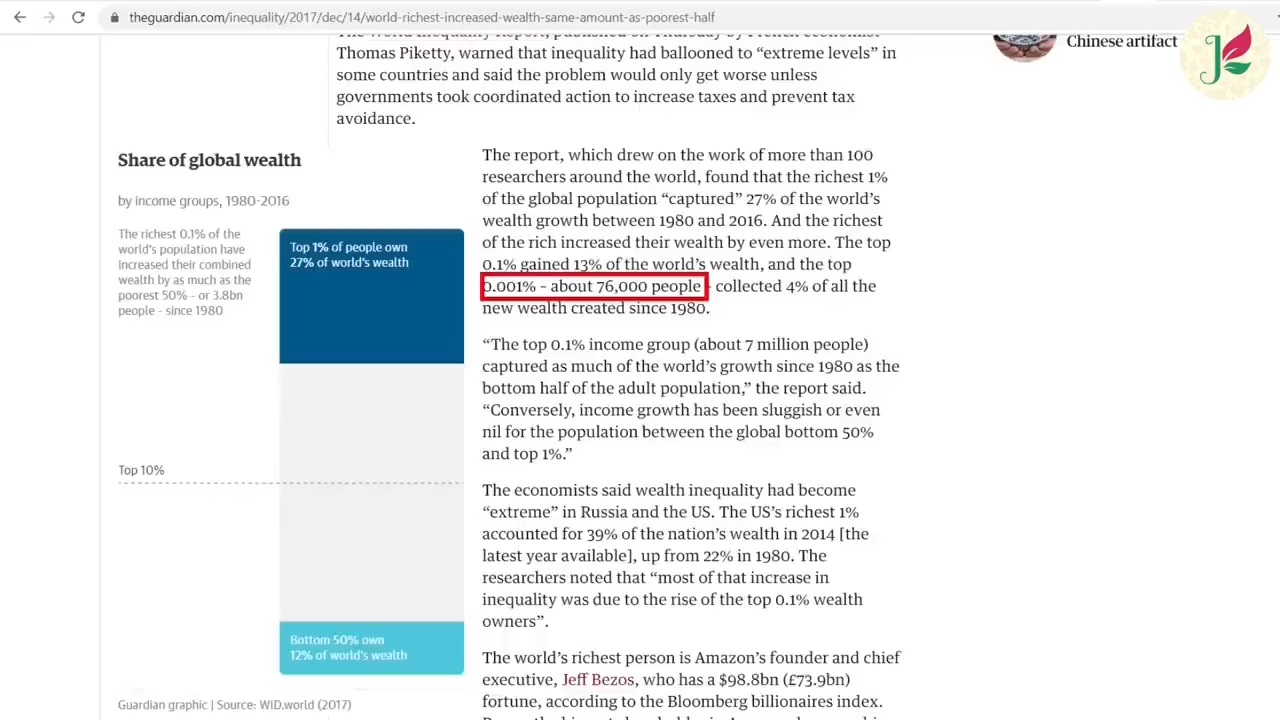 theguardian.com/inequality/2017/dec/14/world-richest-increased-wealth-same-amount-as-poorest-half
The World Inequality Report, published on Thursday by French economist
Thomas Piketty, warned that inequality had ballooned to “extreme levels” in
some countries and said the problem would only get worse unless
governments took coordinated action to increase taxes and prevent tax
avoidance.
Chinese artifact
J
Share of global wealth
by income groups, 1980-2016
The richest 0.1% of the
world's population have
increased their combined
wealth by as much as the
poorest 50% - or 3.8bn
people - since 1980
Top 1% of people own
27% of world's wealth
Top 10%
Bottom 50% own
12% of world's wealth
Guardian graphic | Source: WID.world (2017)
The report, which drew on the work of more than 100
researchers around the world, found that the richest 1%
of the global population “captured” 27% of the world's
wealth growth between 1980 and 2016. And the richest
of the rich increased their wealth by even more. The top
0.1% gained 13% of the world's wealth, and the top
0.001% – about 76,000 people – collected 4% of all the
new wealth created since 1980.
“The top 0.1% income group (about 7 million people)
captured as much of the world's growth since 1980 as the
bottom half of the adult population,” the report said.
“Conversely, income growth has been sluggish or even
nil for the population between the global bottom 50%
and top 1%.”
The economists said wealth inequality had become
“extreme” in Russia and the US. The US's richest 1%
accounted for 39% of the nation's wealth in 2014 [the
latest year available], up from 22% in 1980. The
researchers noted that “most of that increase in
inequality was due to the rise of the top 0.1% wealth
owners”.
The world's richest person is Amazon's founder and chief
executive, Jeff Bezos, who has a $98.8bn (£73.9bn)
fortune, according to the Bloomberg billionaires index.